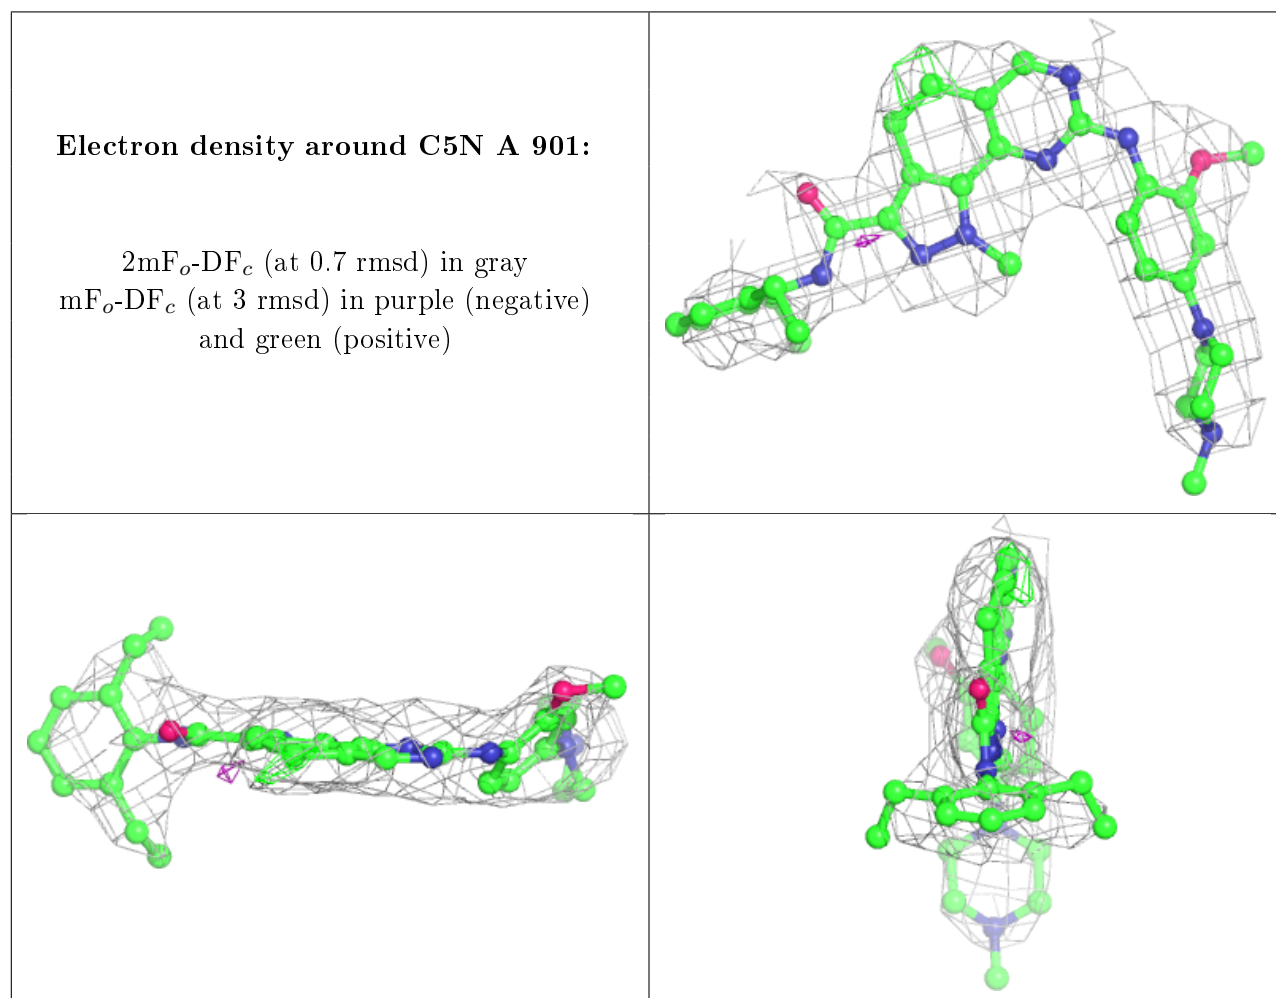 Electron density around C5N A 901:
2mFo-DFc (at 0.7 rmsd) in gray
mFo-DFc (at 3 rmsd) in purple (negative)
and green (positive)